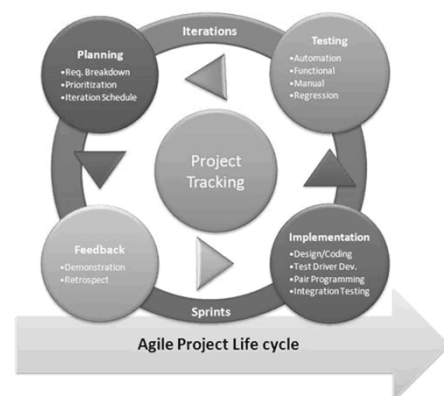 Iterations
Planning
•Req. Breakdown
•Prioritization
•Iteration Schedule
Testing
•Automation
•Functional
•Manual
•Regression
Project
Tracking
Feedback
•Demonstration
•Retrospect
Implementation
•Design/Coding
•Test Driver Dev.
•Pair Programming
•Integration Testing
Sprints
Agile Project Life cycle